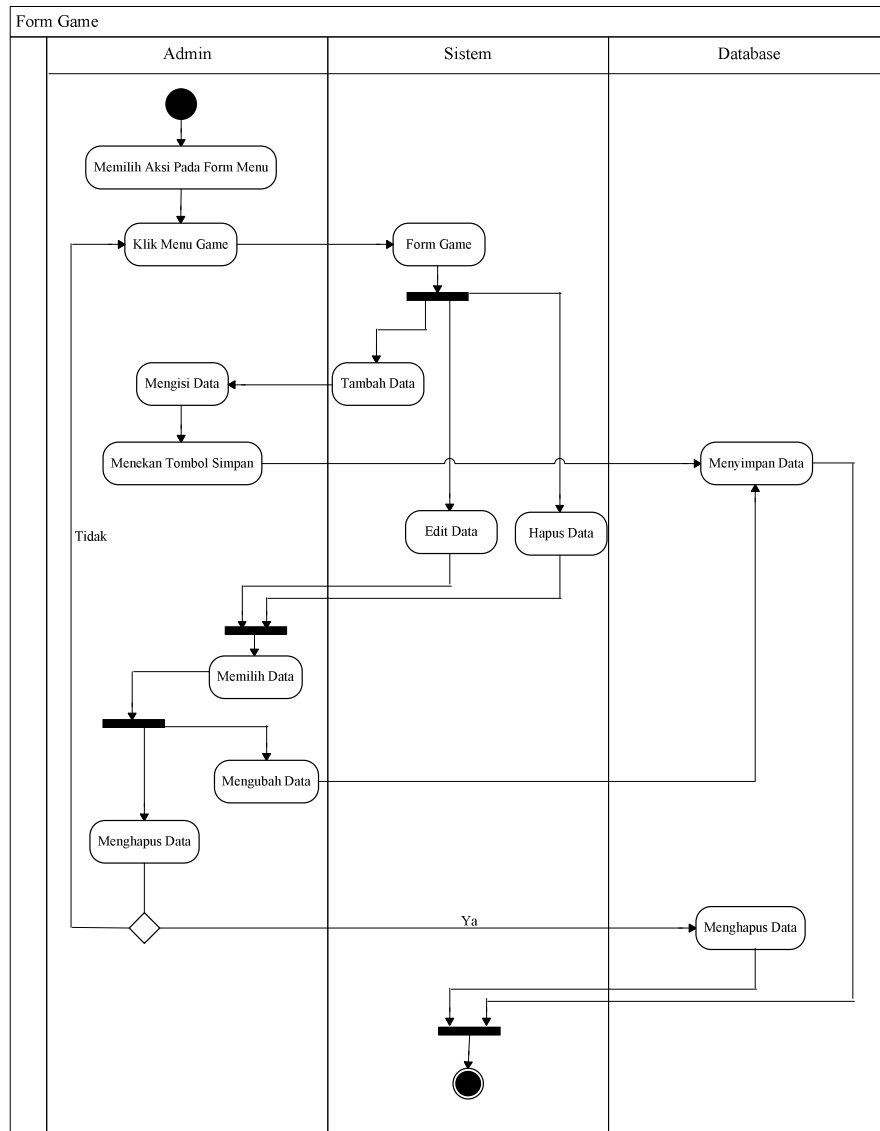 Form Game
Admin
Sistem
Database
Memilih Aksi Pada Form Menu
Klik Menu Game
Form Game
Mengisi Data
Tambah Data
Menekan Tombol Simpan
Menyimpan Data
Edit Data
Hapus Data
Tidak
Memilih Data
Mengubah Data
Menghapus Data
Ya
Menghapus Data